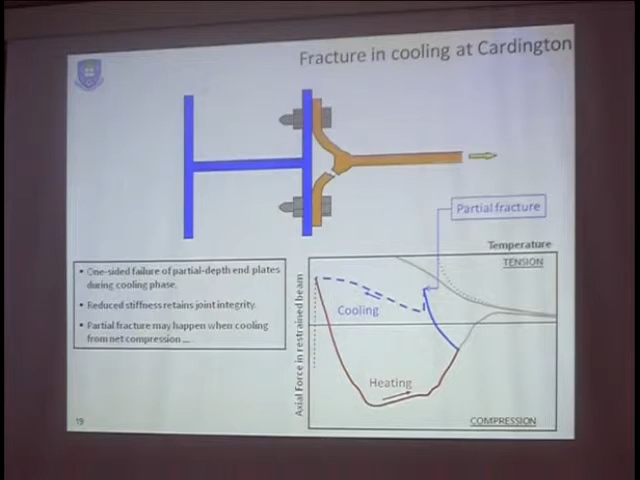 Fracture in cooling at Cardington
Partial fracture
Temperature
TENSION
• One-sided failure of partial-depth end plates
during cooling phase.
• Reduced stiffness retains joint integrity.
• Partial fracture may happen when cooling
from net compression ...
Axial Force in restrained beam
Cooling
Heating
COMPRESSION
19